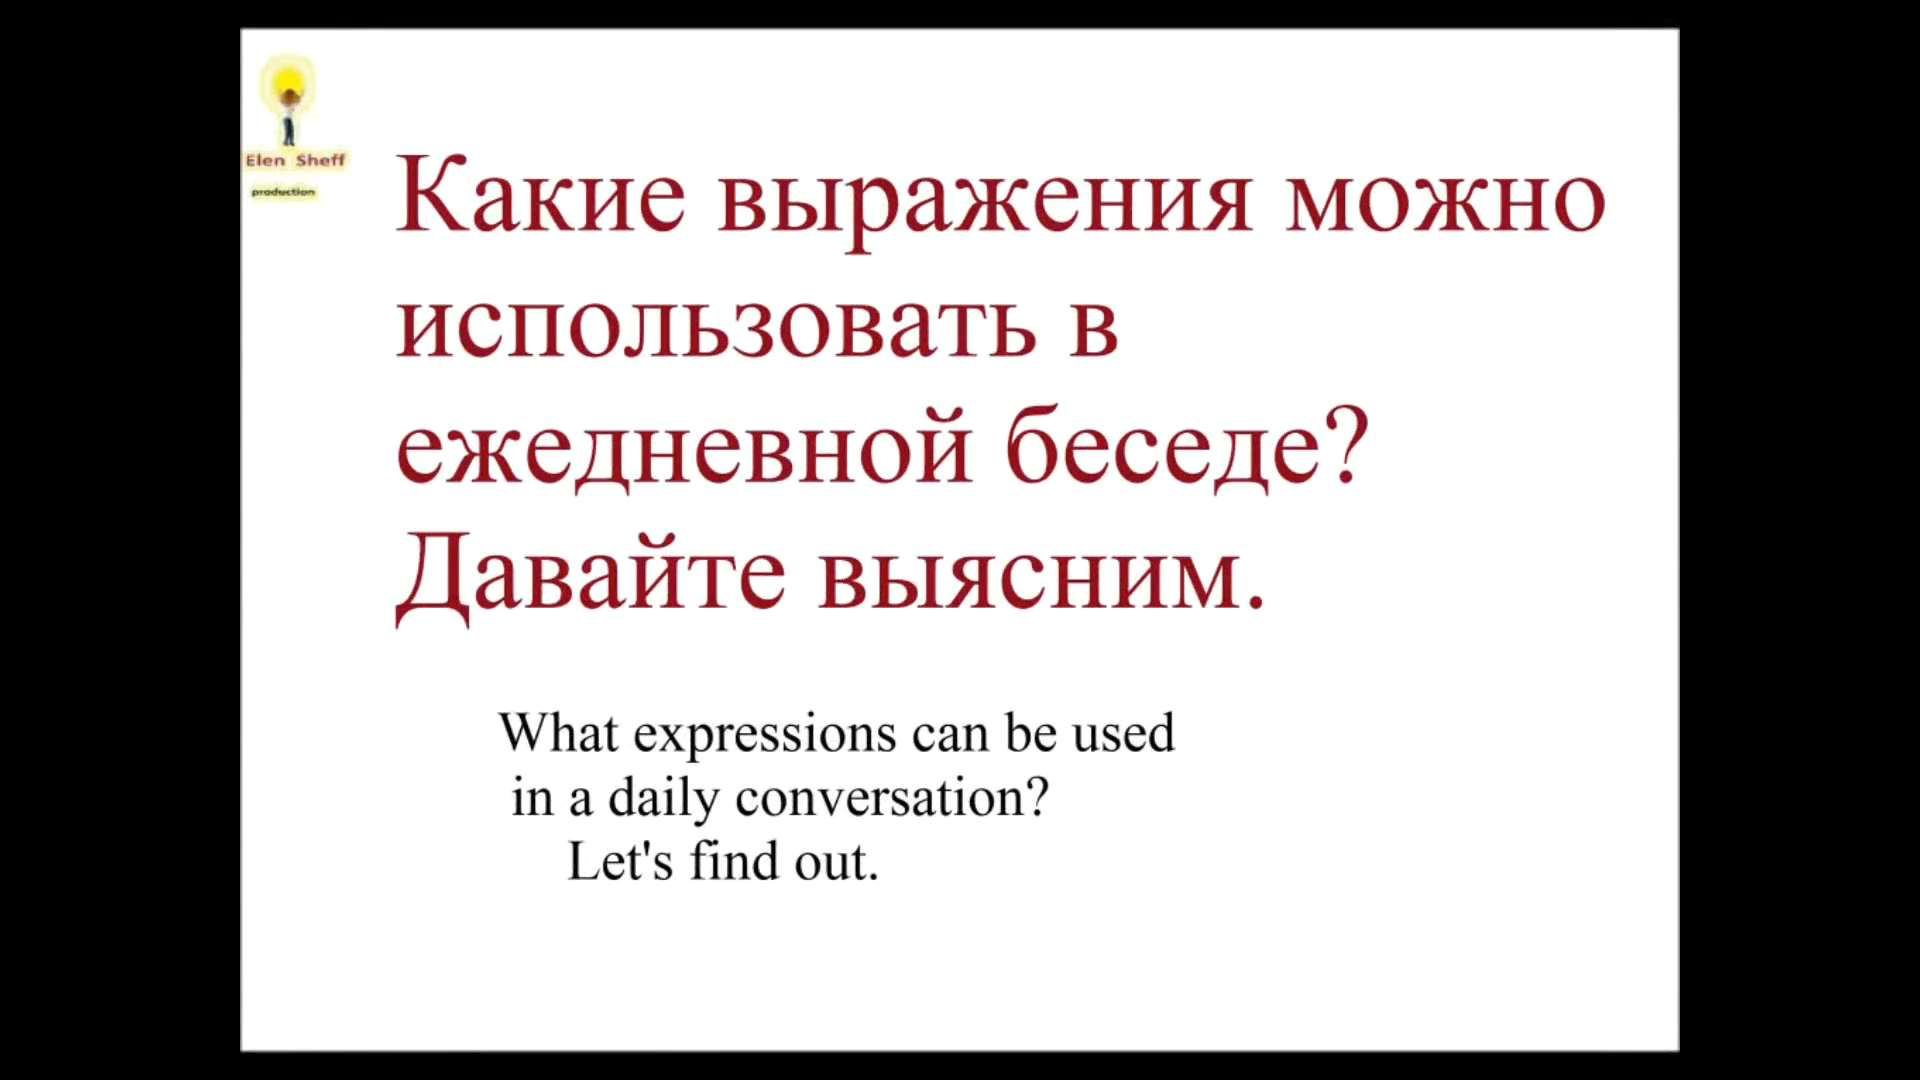 Elen Sheff
production
Какие выражения можно
использовать в
ежедневной беседе?
Давайте выясним.
What expressions can be used
in a daily conversation?
Let's find out.